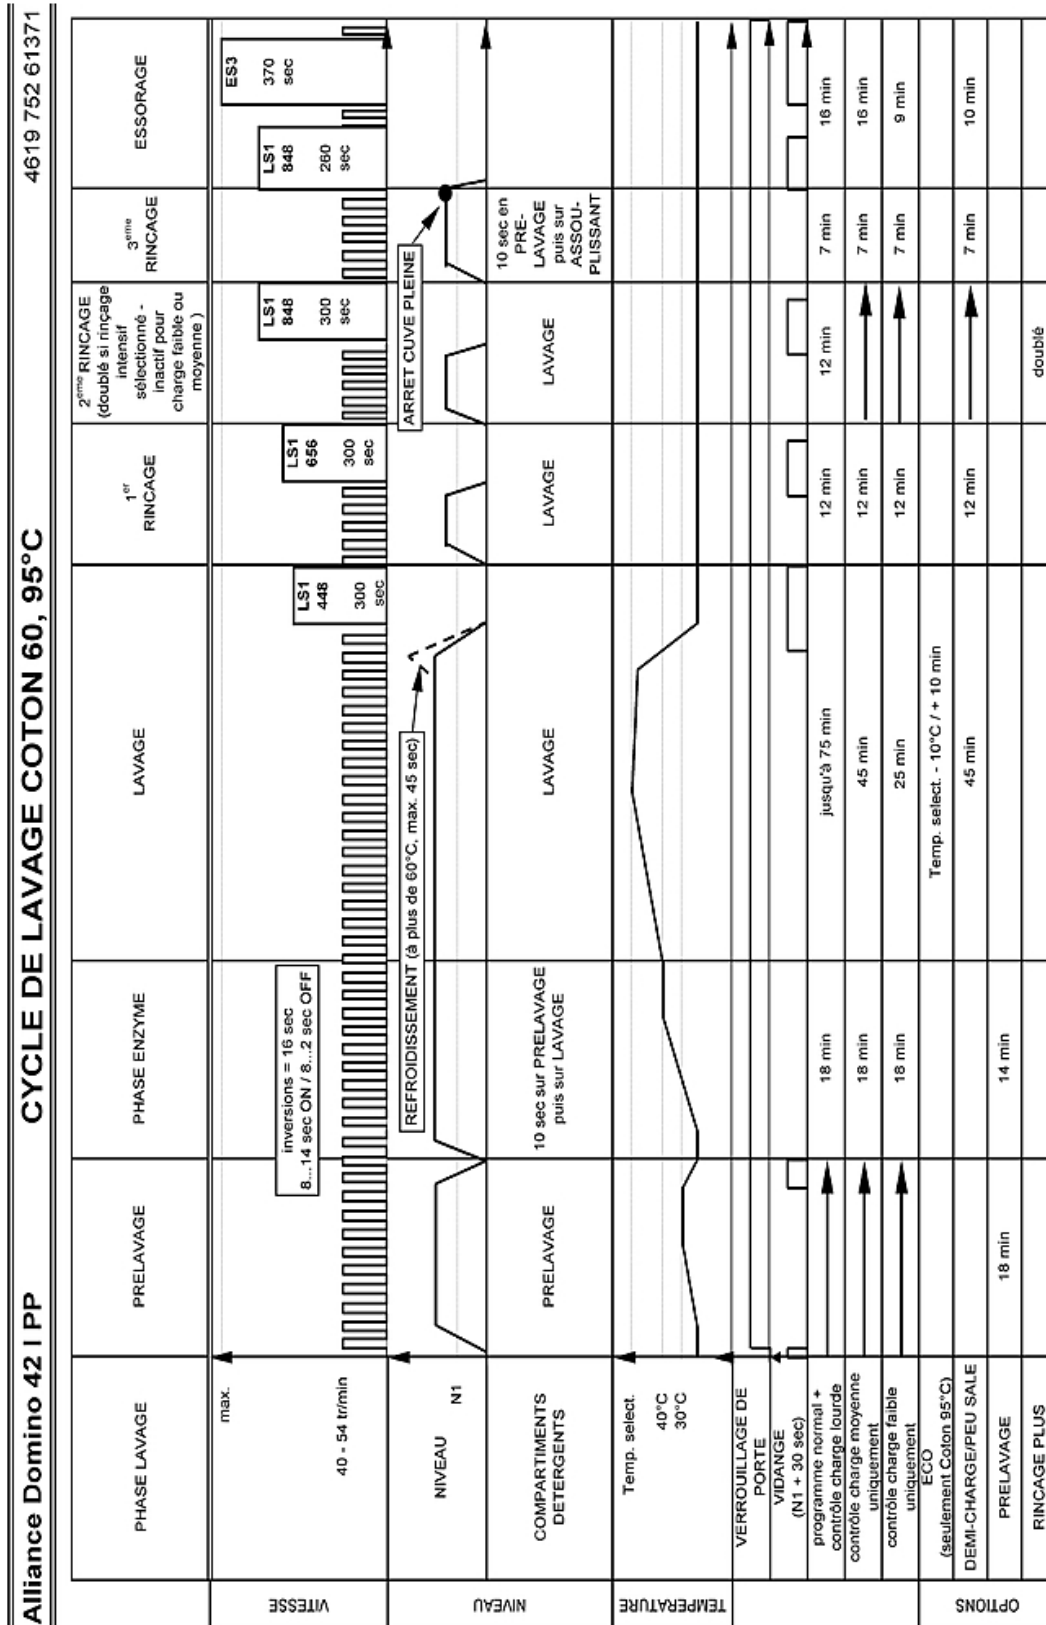 Alliance Domino 42 I PP
CYCLE DE LAVAGE COTON 60, 95°C
4619 752 61371
PHASE LAVAGE
PRELAVAGE
PHASE ENZYME
LAVAGE
1er
RINCAGE
2eme RINCAGE
(doublé si rinçage
intensif
sélectionné -
inactif pour
charge faible ou
moyenne )
3eme
RINCAGE
ESSORAGE
VITESSE
max.
40 - 54 tr/min
inversions = 16 sec
8...14 sec ON / 8...2 sec OFF
LS1
448
300
sec
LS1
656
300
sec
LS1
848
300
sec
LS1
848
260
sec
ES3
370
sec
NIVEAU
NIVEAU
N1
REFROIDISSEMENT (à plus de 60°C, max. 45 sec)
ARRET CUVE PLEINE
COMPARTIMENTS
DETERGENTS
PRELAVAGE
10 sec sur PRELAVAGE
puis sur LAVAGE
LAVAGE
LAVAGE
LAVAGE
10 sec en
PRE-
LAVAGE
puis sur
ASSOU-
PLISSANT
TEMPERATURE
Temp. select.
40°C
30°C
VERROUILLAGE DE
PORTE
VIDANGE
(N1 + 30 sec)
OPTIONS
programme normal +
contrôle charge lourde
18 min
jusqu'à 75 min
12 min
12 min
7 min
16 min
contrôle charge moyenne
uniquement
18 min
45 min
12 min
7 min
16 min
contrôle charge faible
uniquement
18 min
25 min
12 min
7 min
9 min
ECO
(seulement Coton 95°C)
Temp. select. - 10°C / + 10 min
DEMI-CHARGE/PEU SALE
45 min
12 min
7 min
10 min
PRELAVAGE
18 min
14 min
RINCAGE PLUS
doublé